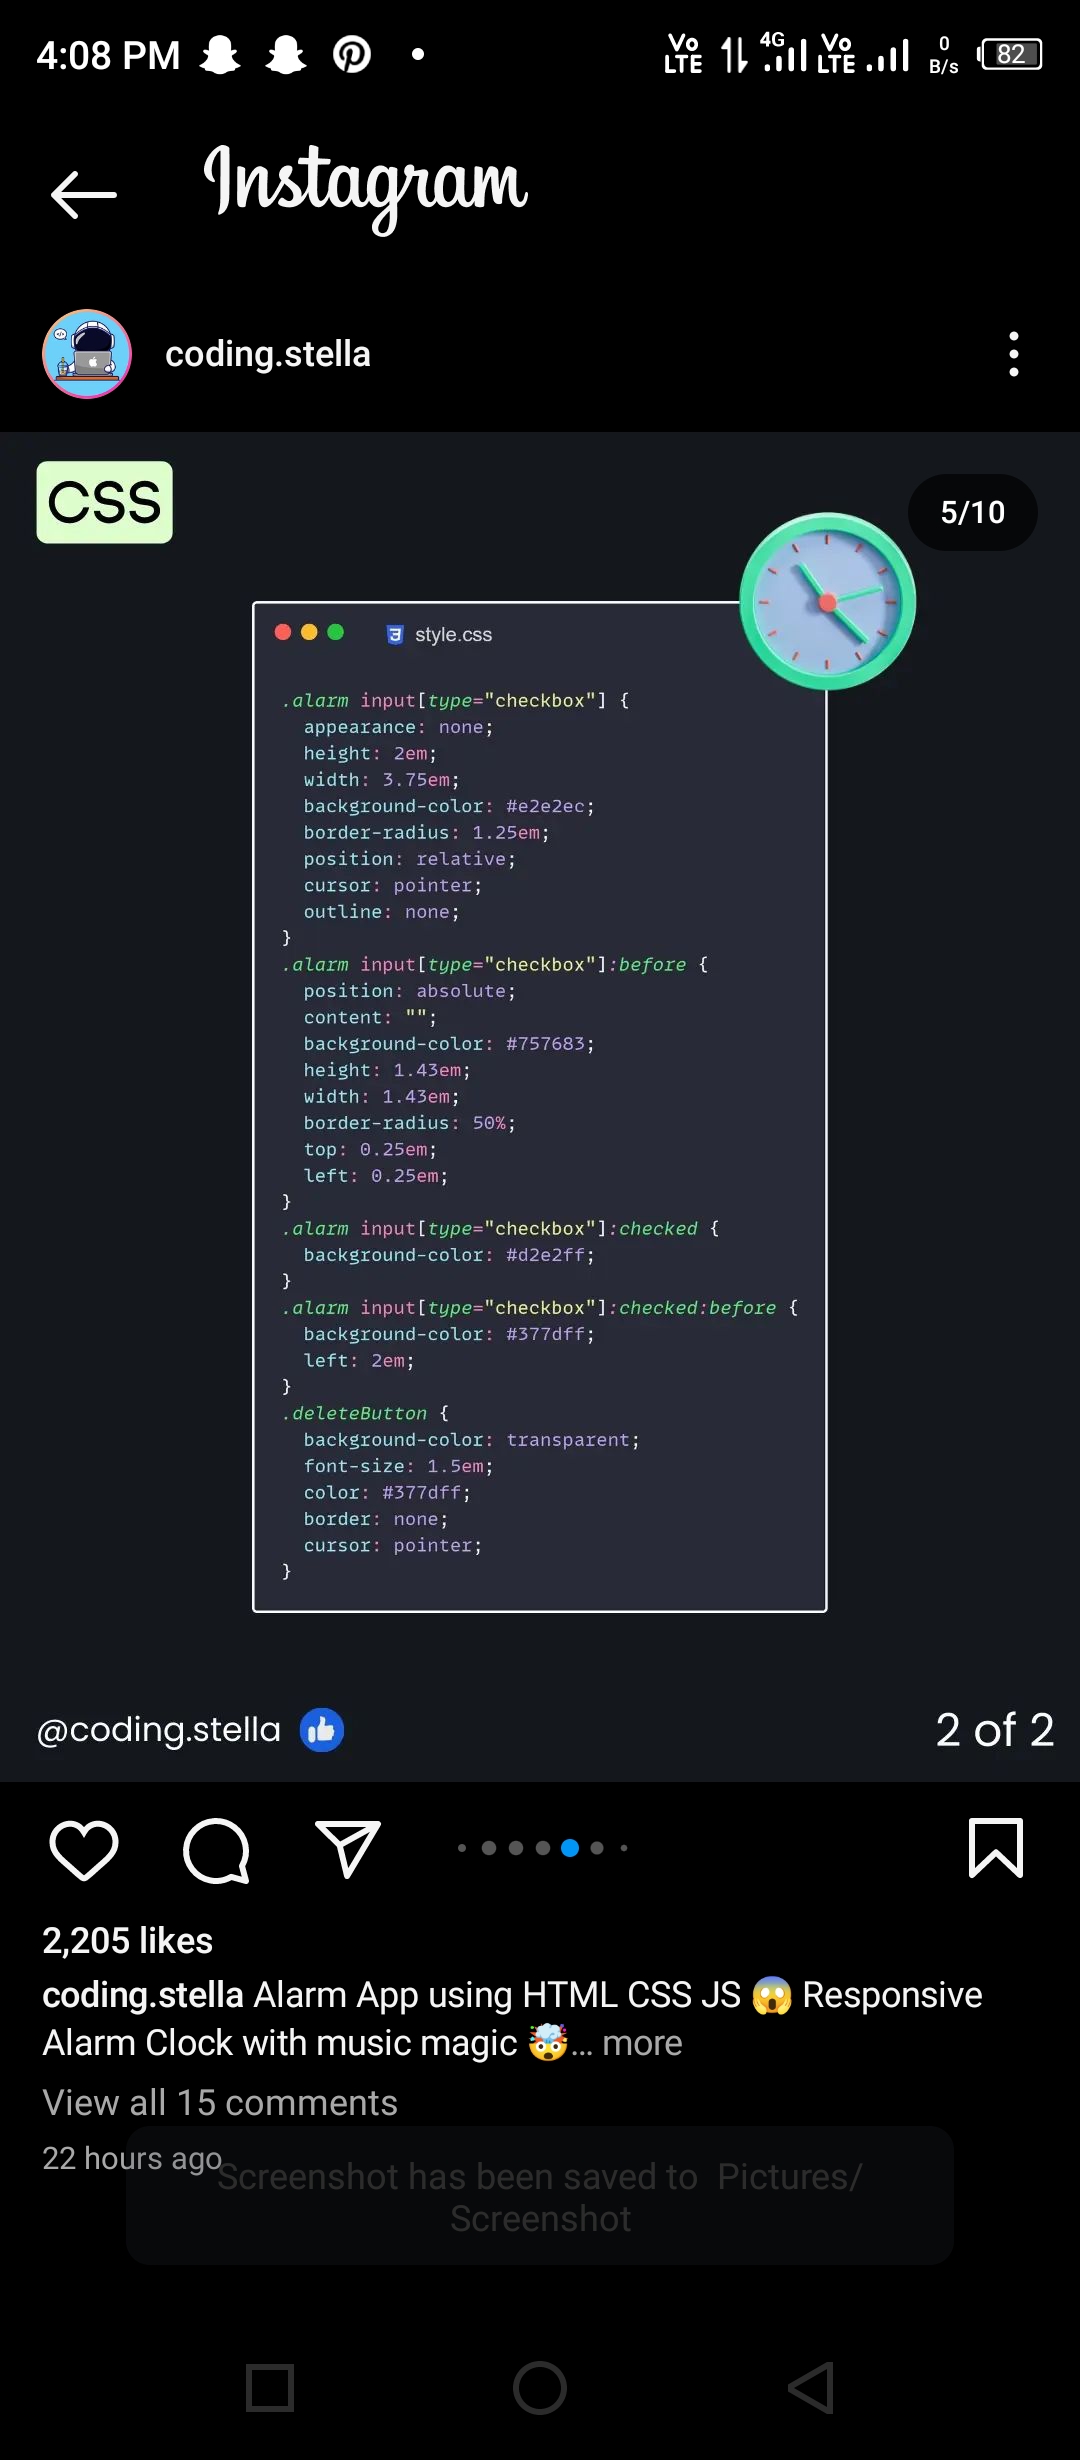 4:08 PM
Vo LTE 4G Vo LTE 0 B/s 82
Instagram
coding.stella
CSS
5/10
style.css
.alarm input[type="checkbox"] {
  appearance: none;
  height: 2em;
  width: 3.75em;
  background-color: #e2e2ec;
  border-radius: 1.25em;
  position: relative;
  cursor: pointer;
  outline: none;
}
.alarm input[type="checkbox"]:before {
  position: absolute;
  content: "";
  background-color: #757683;
  height: 1.43em;
  width: 1.43em;
  border-radius: 50%;
  top: 0.25em;
  left: 0.25em;
}
.alarm input[type="checkbox"]:checked {
  background-color: #d2e2ff;
}
.alarm input[type="checkbox"]:checked:before {
  background-color: #377dff;
  left: 2em;
}
.deleteButton {
  background-color: transparent;
  font-size: 1.5em;
  color: #377dff;
  border: none;
  cursor: pointer;
}
@coding.stella
2 of 2
2,205 likes
coding.stella Alarm App using HTML CSS JS 😱 Responsive
Alarm Clock with music magic 🤯... more
View all 15 comments
22 hours ago
Screenshot has been saved to Pictures/
Screenshot